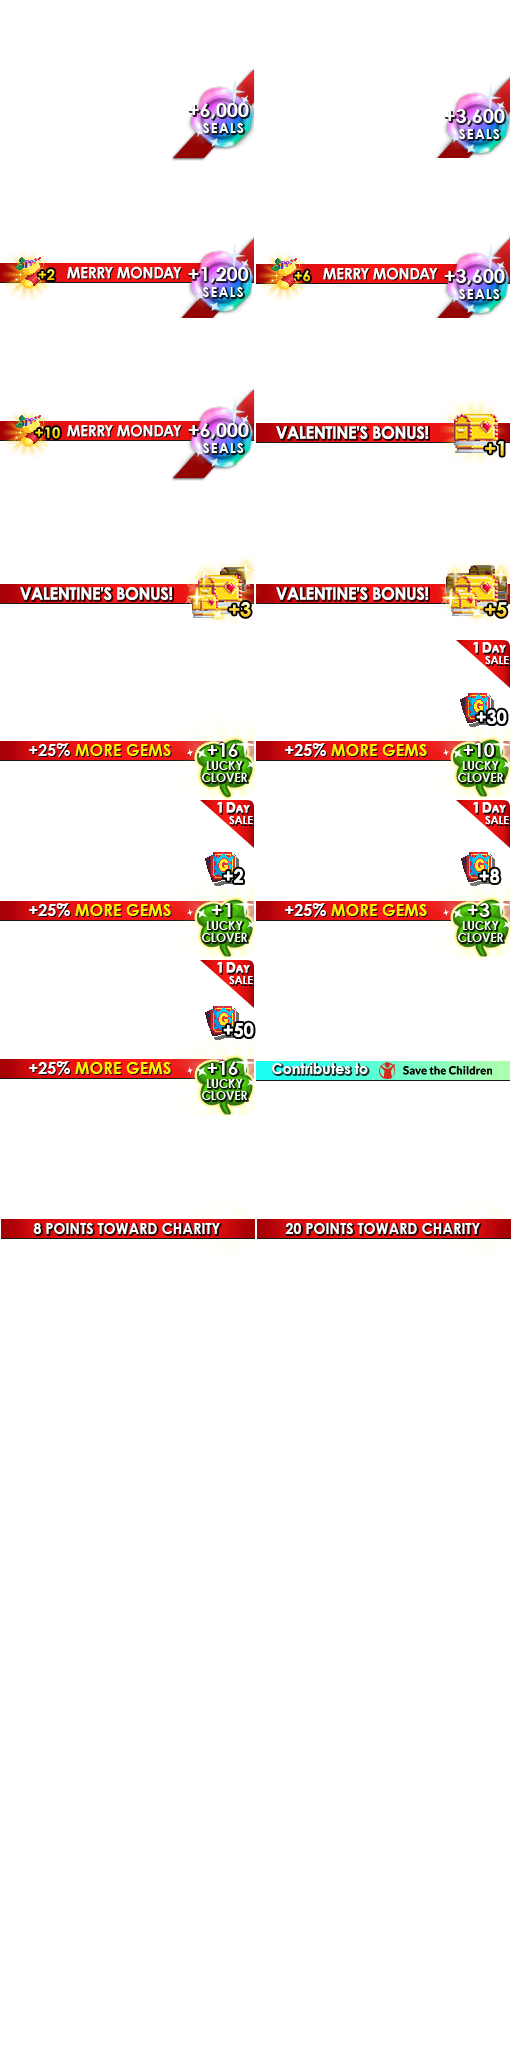 +6,000
SEALS
+3,600
SEALS
+2 MERRY MONDAY +1,200
SEALS
+6 MERRY MONDAY +3,600
SEALS
+10 MERRY MONDAY +6,000
SEALS
VALENTINE'S BONUS!
+1
VALENTINE'S BONUS!
+3
VALENTINE'S BONUS!
+5
1 DAY
SALE
G
+30
+25% MORE GEMS +16
LUCKY
CLOVER
+25% MORE GEMS +10
LUCKY
CLOVER
1 DAY
SALE
G
+2
1 DAY
SALE
G
+8
+25% MORE GEMS +1
LUCKY
CLOVER
+25% MORE GEMS +3
LUCKY
CLOVER
1 DAY
SALE
G
+50
+25% MORE GEMS +16
LUCKY
CLOVER
Contributes to Save the Children
8 POINTS TOWARD CHARITY
20 POINTS TOWARD CHARITY